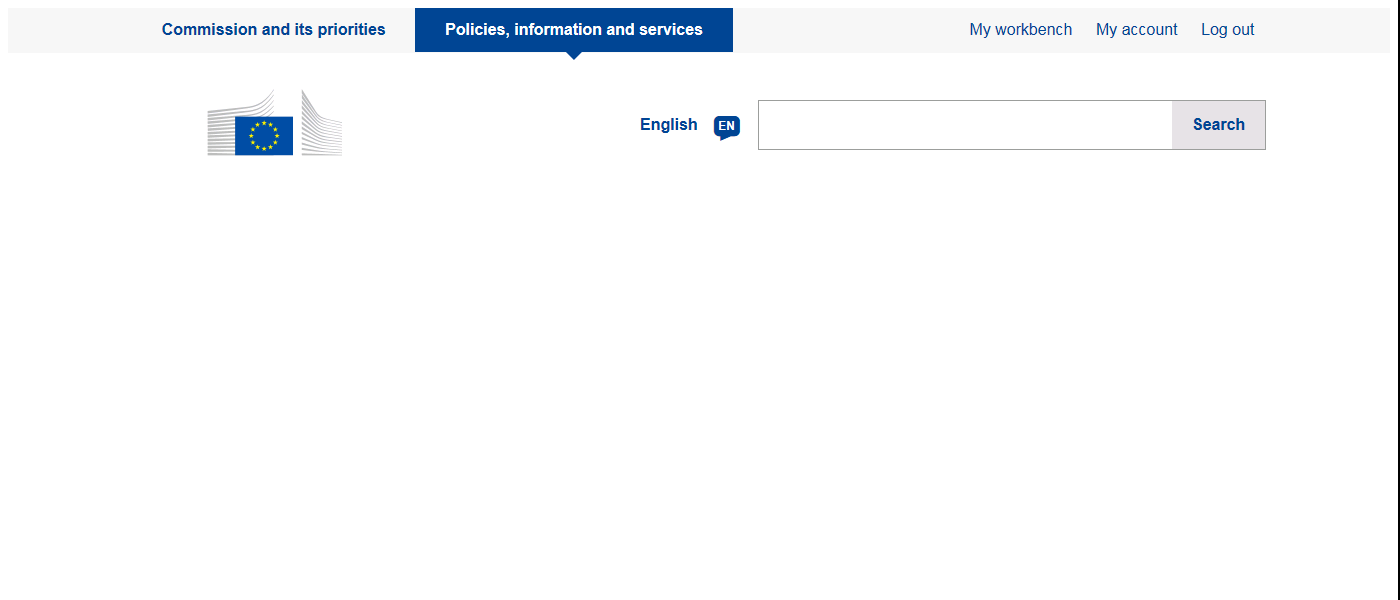 Commission and its priorities
Policies, information and services
My workbench
My account
Log out
English
EN
Search